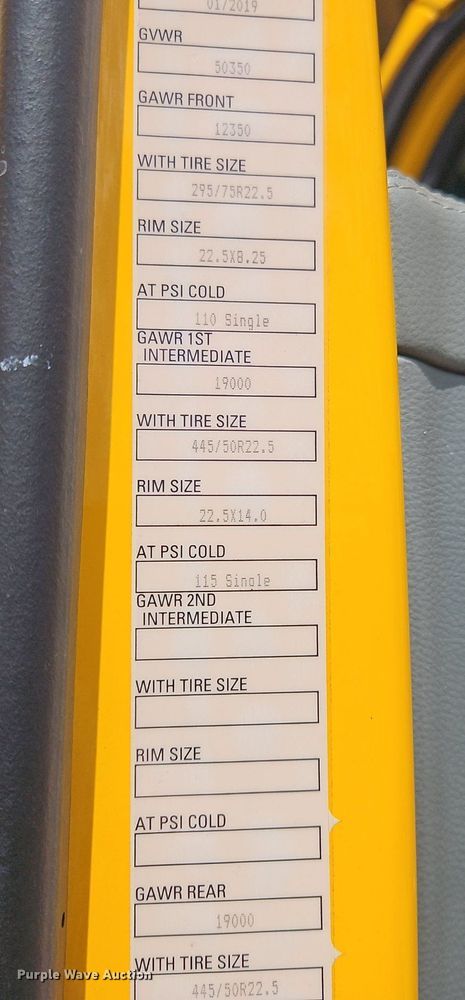 01/2019
GVWR
50350
GAWR FRONT
12350
WITH TIRE SIZE
295/75R22.5
RIM SIZE
22.5X8.25
AT PSI COLD
110 Single
GAWR 1ST
INTERMEDIATE
19000
WITH TIRE SIZE
445/50R22.5
RIM SIZE
22.5X14.0
AT PSI COLD
115 Single
GAWR 2ND
INTERMEDIATE
WITH TIRE SIZE
RIM SIZE
AT PSI COLD
GAWR REAR
19000
WITH TIRE SIZE
445/50R22.5
Purple Wave Auction